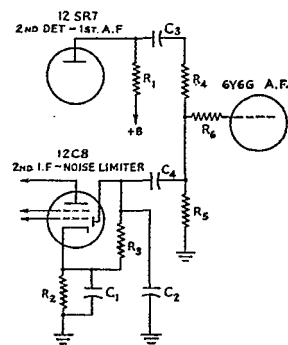 12 SR7
2ND DET - 1ST. A.F
C3
R1
R4
+B
6Y6G A.F.
R6
12C8
2ND I.F - NOISE LIMITER
C4
R3
R5
R2
C1
C2